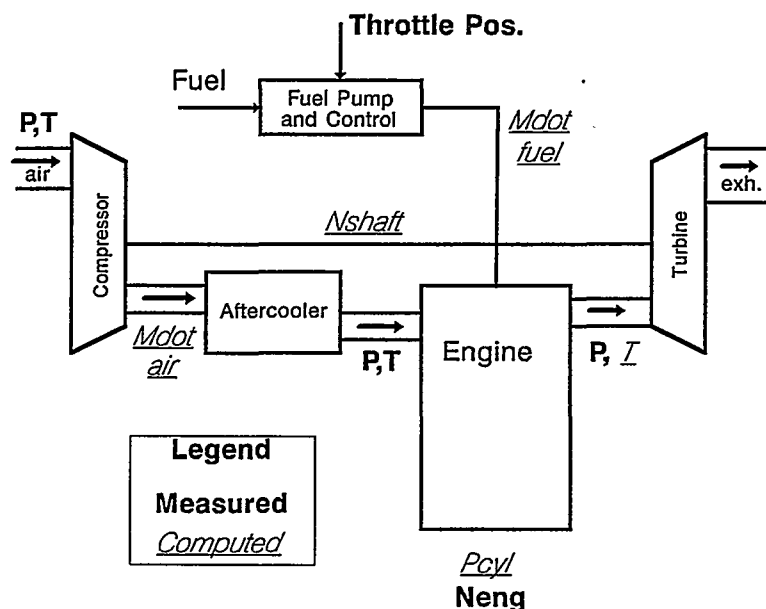 Throttle Pos.
Fuel
Fuel Pump
and Control
Mdot
fuel
P,T
air
exh.
Compressor
Nshaft
Turbine
Aftercooler
Mdot
air
P,T
Engine
P, T
Legend
Measured
Computed
Pcyl
Neng